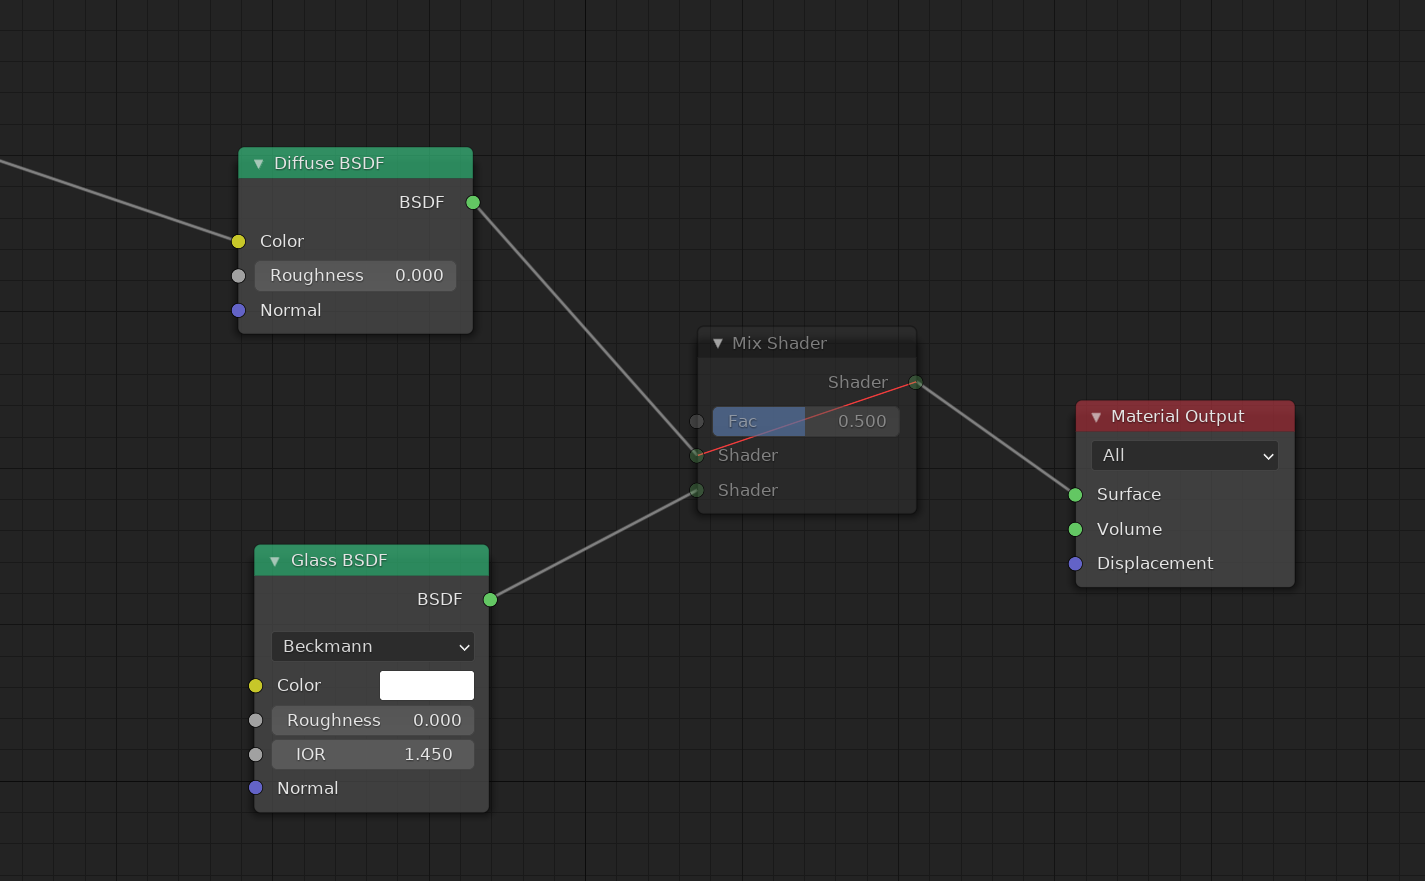 Diffuse BSDF
BSDF
Color
Roughness 0.000
Normal
Mix Shader
Shader
Fac 0.500
Shader
Shader
Material Output
All
Surface
Volume
Displacement
Glass BSDF
BSDF
Beckmann
Color
Roughness 0.000
IOR 1.450
Normal